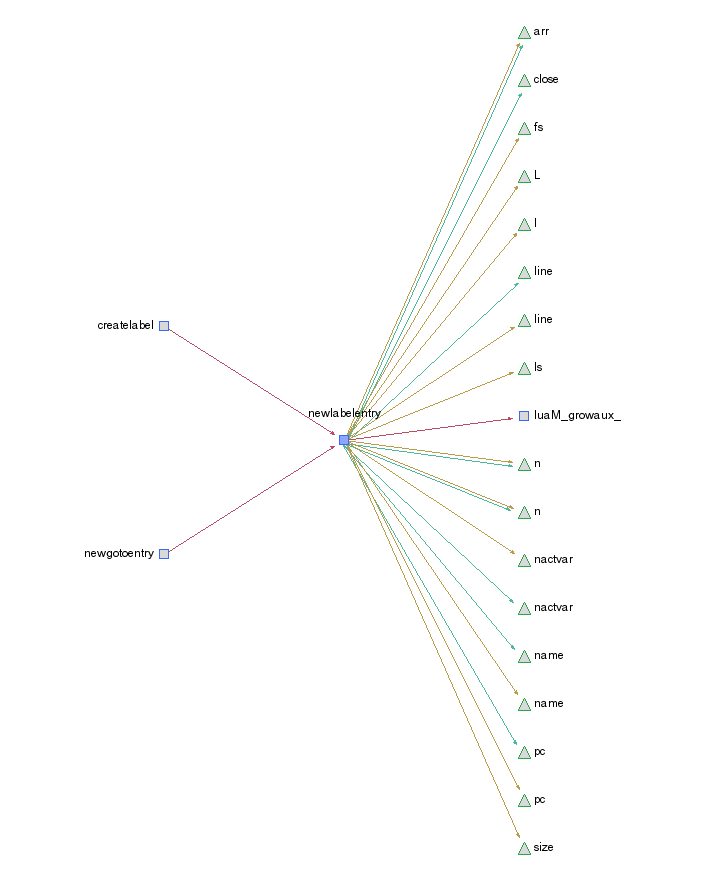 arr
close
fs
L
l
line
createlabel
line
ls
newlabelentry
luaM_growaux_
n
n
newgotoentry
nactvar
nactvar
name
name
pc
pc
size